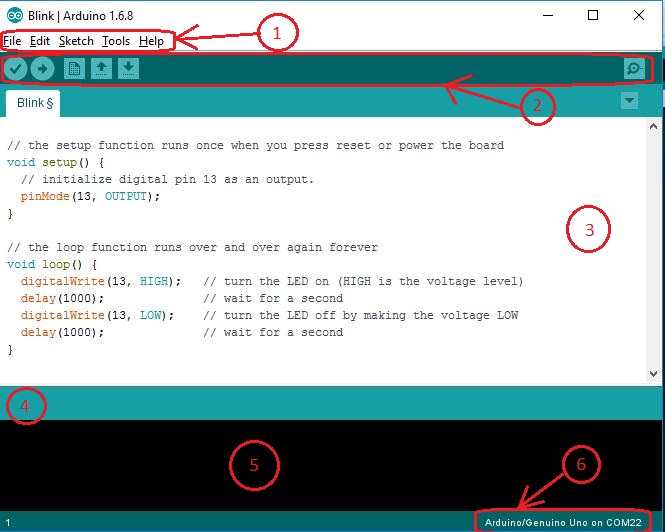 Blink | Arduino 1.6.8
File Edit Sketch Tools Help
1
2
Blink §
// the setup function runs once when you press reset or power the board
void setup() {
  // initialize digital pin 13 as an output.
  pinMode(13, OUTPUT);
}
3
// the loop function runs over and over again forever
void loop() {
  digitalWrite(13, HIGH);   // turn the LED on (HIGH is the voltage level)
  delay(1000);              // wait for a second
  digitalWrite(13, LOW);    // turn the LED off by making the voltage LOW
  delay(1000);              // wait for a second
}
4
5
6
1 Arduino/Genuino Uno on COM22